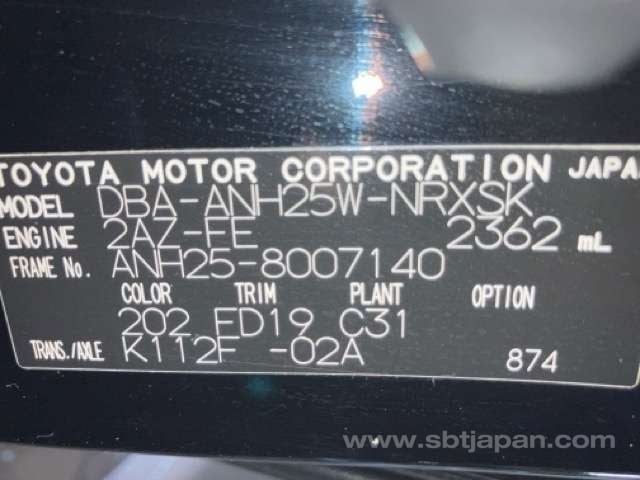 TOYOTA MOTOR CORPORATION JAPAN
MODEL DBA-ANH25W-NRXSK
ENGINE 2AZ-FE 2362 mL
FRAME No. ANH25-8007140
COLOR TRIM PLANT OPTION
202 FD19 C31
TRANS./AXLE K112F -02A 874
www.sbtjapan.com